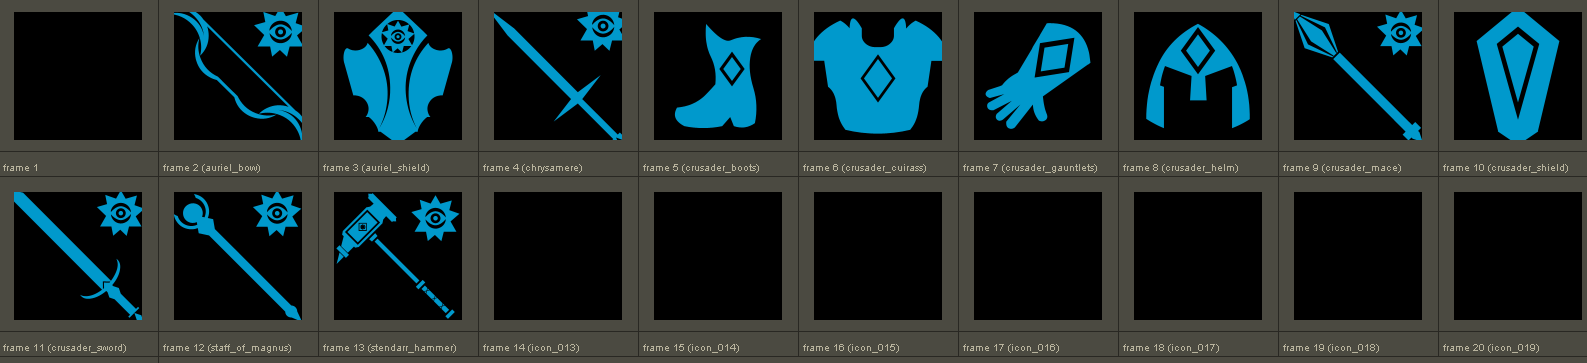 frame 1
frame 2 (auriel_bow)
frame 3 (auriel_shield)
frame 4 (chrysamere)
frame 5 (crusader_boots)
frame 6 (crusader_cuirass)
frame 7 (crusader_gauntlets)
frame 8 (crusader_helm)
frame 9 (crusader_mace)
frame 10 (crusader_shield)
frame 11 (crusader_sword)
frame 12 (staff_of_magnus)
frame 13 (stendarr_hammer)
frame 14 (icon_013)
frame 15 (icon_014)
frame 16 (icon_015)
frame 17 (icon_016)
frame 18 (icon_017)
frame 19 (icon_018)
frame 20 (icon_019)